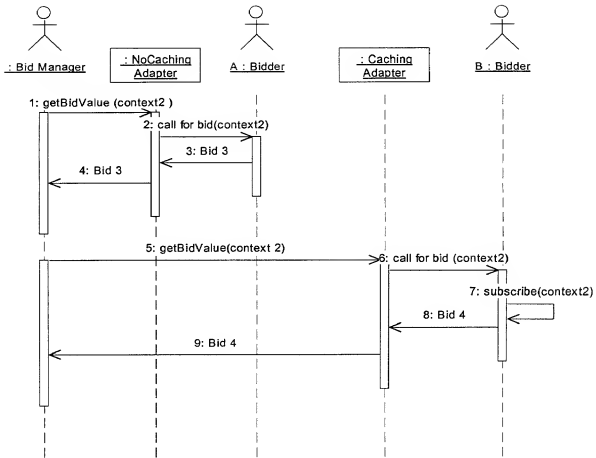 : Bid Manager
: NoCaching
Adapter
A : Bidder
: Caching
Adapter
B : Bidder
1: getBidValue (context2 )
2: call for bid(context2)
3: Bid 3
4: Bid 3
5: getBidValue(context 2)
6: call for bid (context2)
7: subscribe(context2)
8: Bid 4
9: Bid 4